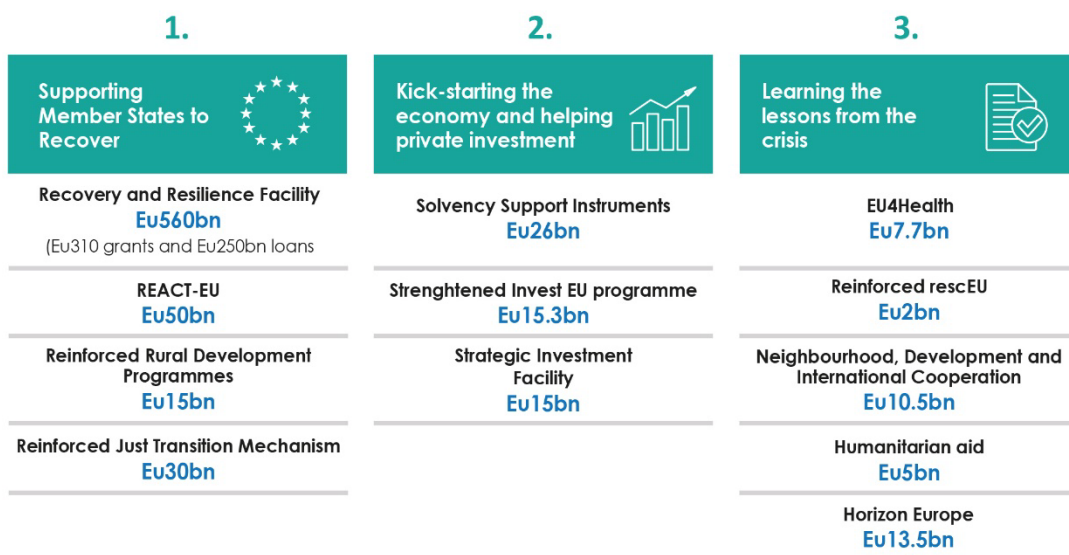 1.
Supporting
Member States to
Recover
Recovery and Resilience Facility
Eu560bn
(Eu310 grants and Eu250bn loans
REACT-EU
Eu50bn
Reinforced Rural Development
Programmes
Eu15bn
Reinforced Just Transition Mechanism
Eu30bn
2.
Kick-starting the
economy and helping
private investment
Solvency Support Instruments
Eu26bn
Strenghtened Invest EU programme
Eu15.3bn
Strategic Investment
Facility
Eu15bn
3.
Learning the
lessons from the
crisis
EU4Health
Eu7.7bn
Reinforced rescEU
Eu2bn
Neighbourhood, Development and
International Cooperation
Eu10.5bn
Humanitarian aid
Eu5bn
Horizon Europe
Eu13.5bn